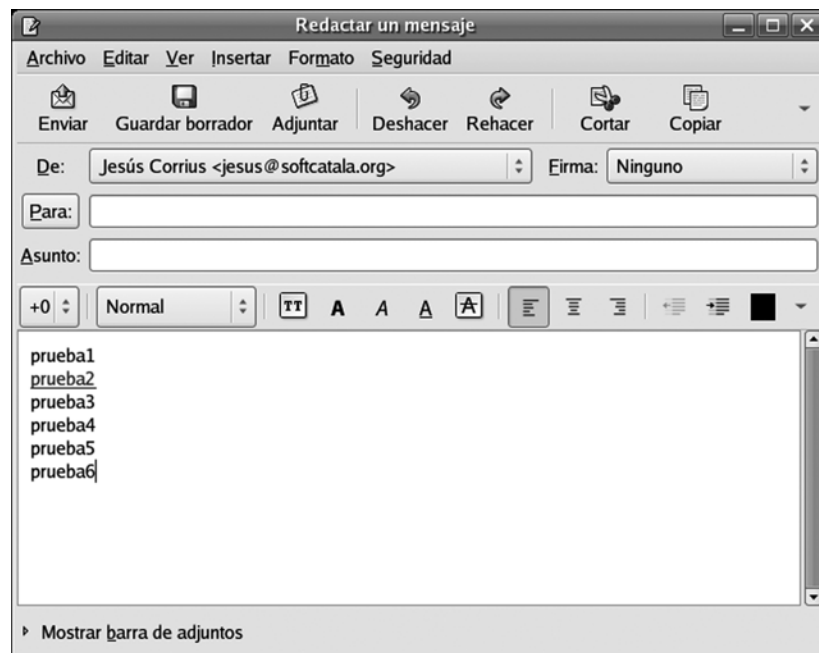 Redactar un mensaje
Archivo Editar Ver Insertar Formato Seguridad
Enviar Guardar borrador Adjuntar Deshacer Rehacer Cortar Copiar
De: Jesús Corrius <jesus@softcatala.org> Firma: Ninguno
Para:
Asunto:
+0 Normal TT A A A A
prueba1
prueba2
prueba3
prueba4
prueba5
prueba6
Mostrar barra de adjuntos